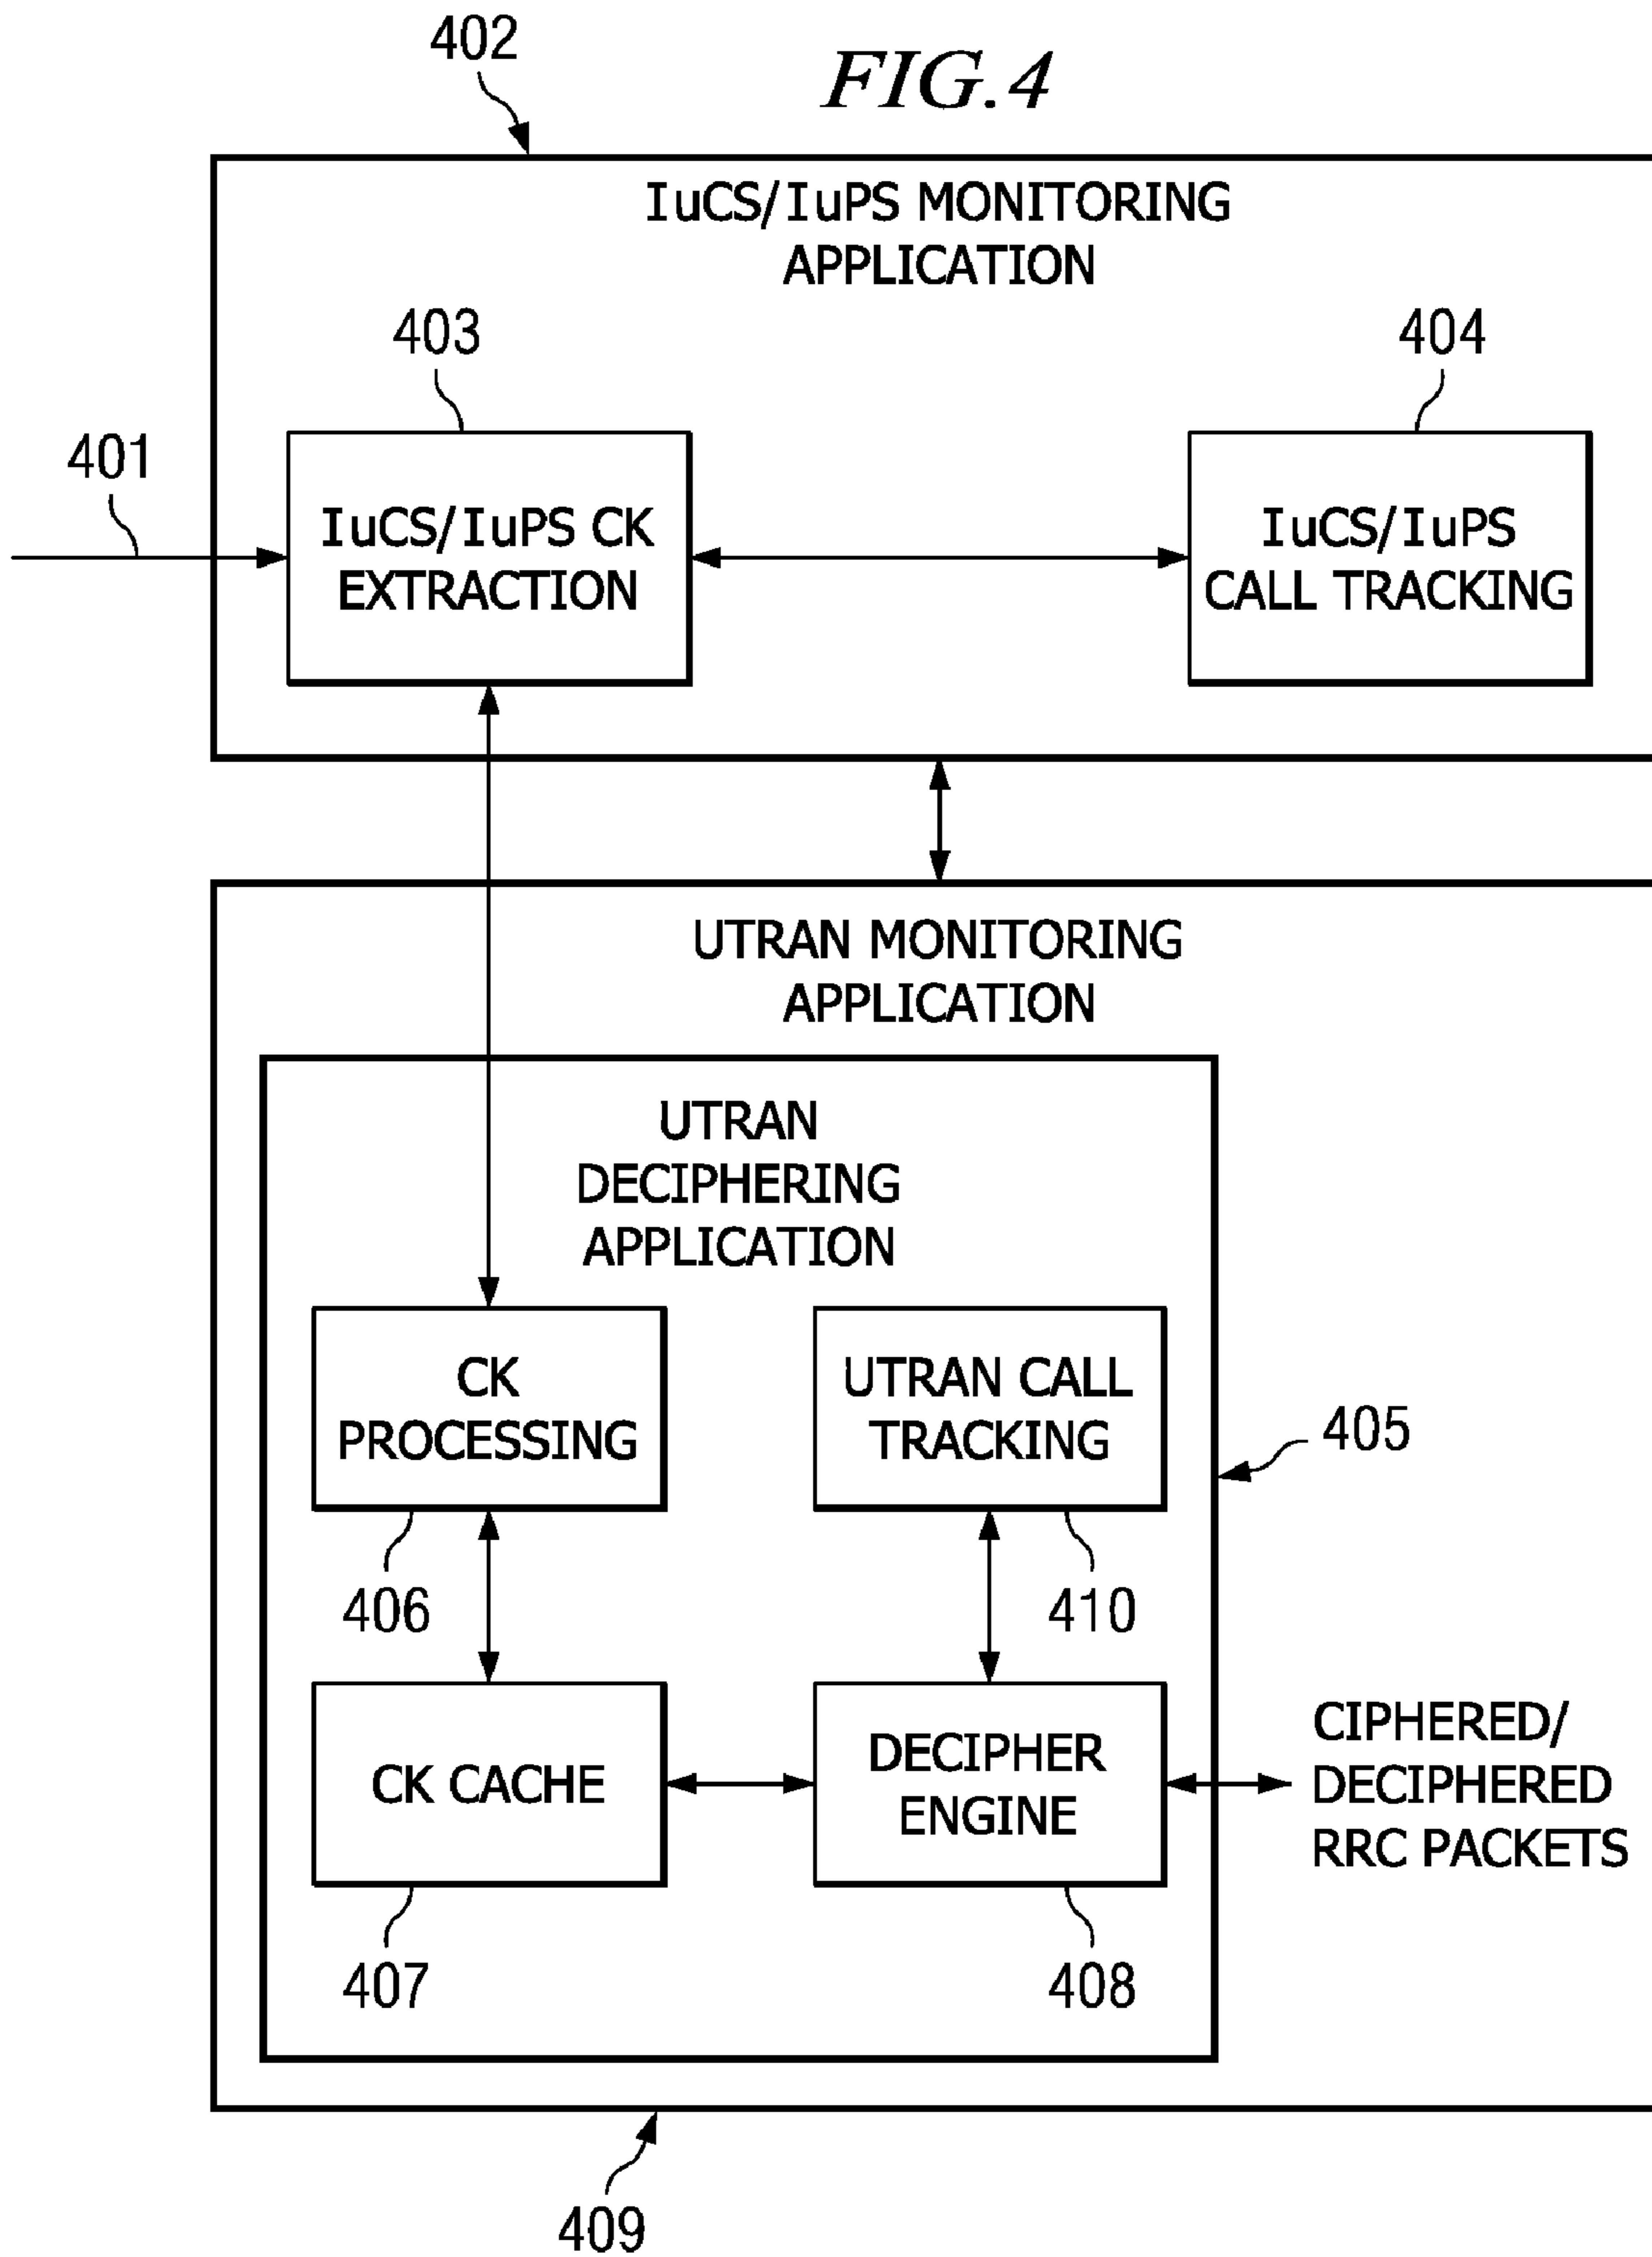 402
FIG.4
IuCS/IuPS MONITORING
APPLICATION
403
404
401
IuCS/IuPS CK
EXTRACTION
IuCS/IuPS
CALL TRACKING
UTRAN MONITORING
APPLICATION
UTRAN
DECIPHERING
APPLICATION
CK
PROCESSING
UTRAN CALL
TRACKING
405
406
410
CK CACHE
DECIPHER
ENGINE
CIPHERED/
DECIPHERED
RRC PACKETS
407
408
409